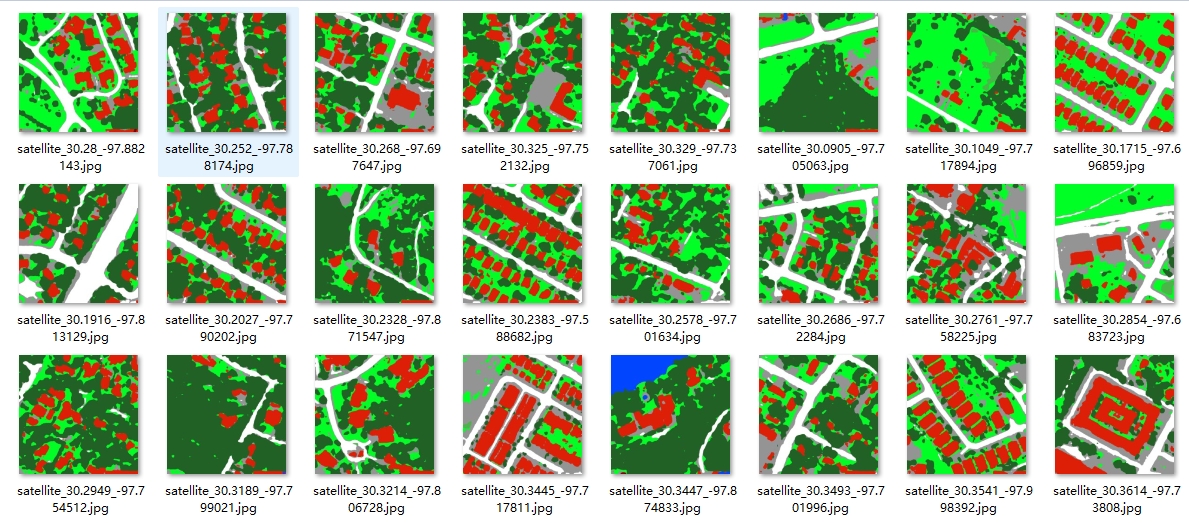 satellite_30.28_-97.882
143.jpg
satellite_30.252_-97.78
8174.jpg
satellite_30.268_-97.69
7647.jpg
satellite_30.325_-97.75
2132.jpg
satellite_30.329_-97.73
7061.jpg
satellite_30.0905_-97.7
05063.jpg
satellite_30.1049_-97.7
17894.jpg
satellite_30.1715_-97.6
96859.jpg
satellite_30.1916_-97.8
13129.jpg
satellite_30.2027_-97.7
90202.jpg
satellite_30.2328_-97.8
71547.jpg
satellite_30.2383_-97.5
88682.jpg
satellite_30.2578_-97.7
01634.jpg
satellite_30.2686_-97.7
2284.jpg
satellite_30.2761_-97.7
58225.jpg
satellite_30.2854_-97.6
83723.jpg
satellite_30.2949_-97.7
54512.jpg
satellite_30.3189_-97.7
99021.jpg
satellite_30.3214_-97.8
06728.jpg
satellite_30.3445_-97.7
17811.jpg
satellite_30.3447_-97.8
74833.jpg
satellite_30.3493_-97.7
01996.jpg
satellite_30.3541_-97.9
98392.jpg
satellite_30.3614_-97.7
3808.jpg